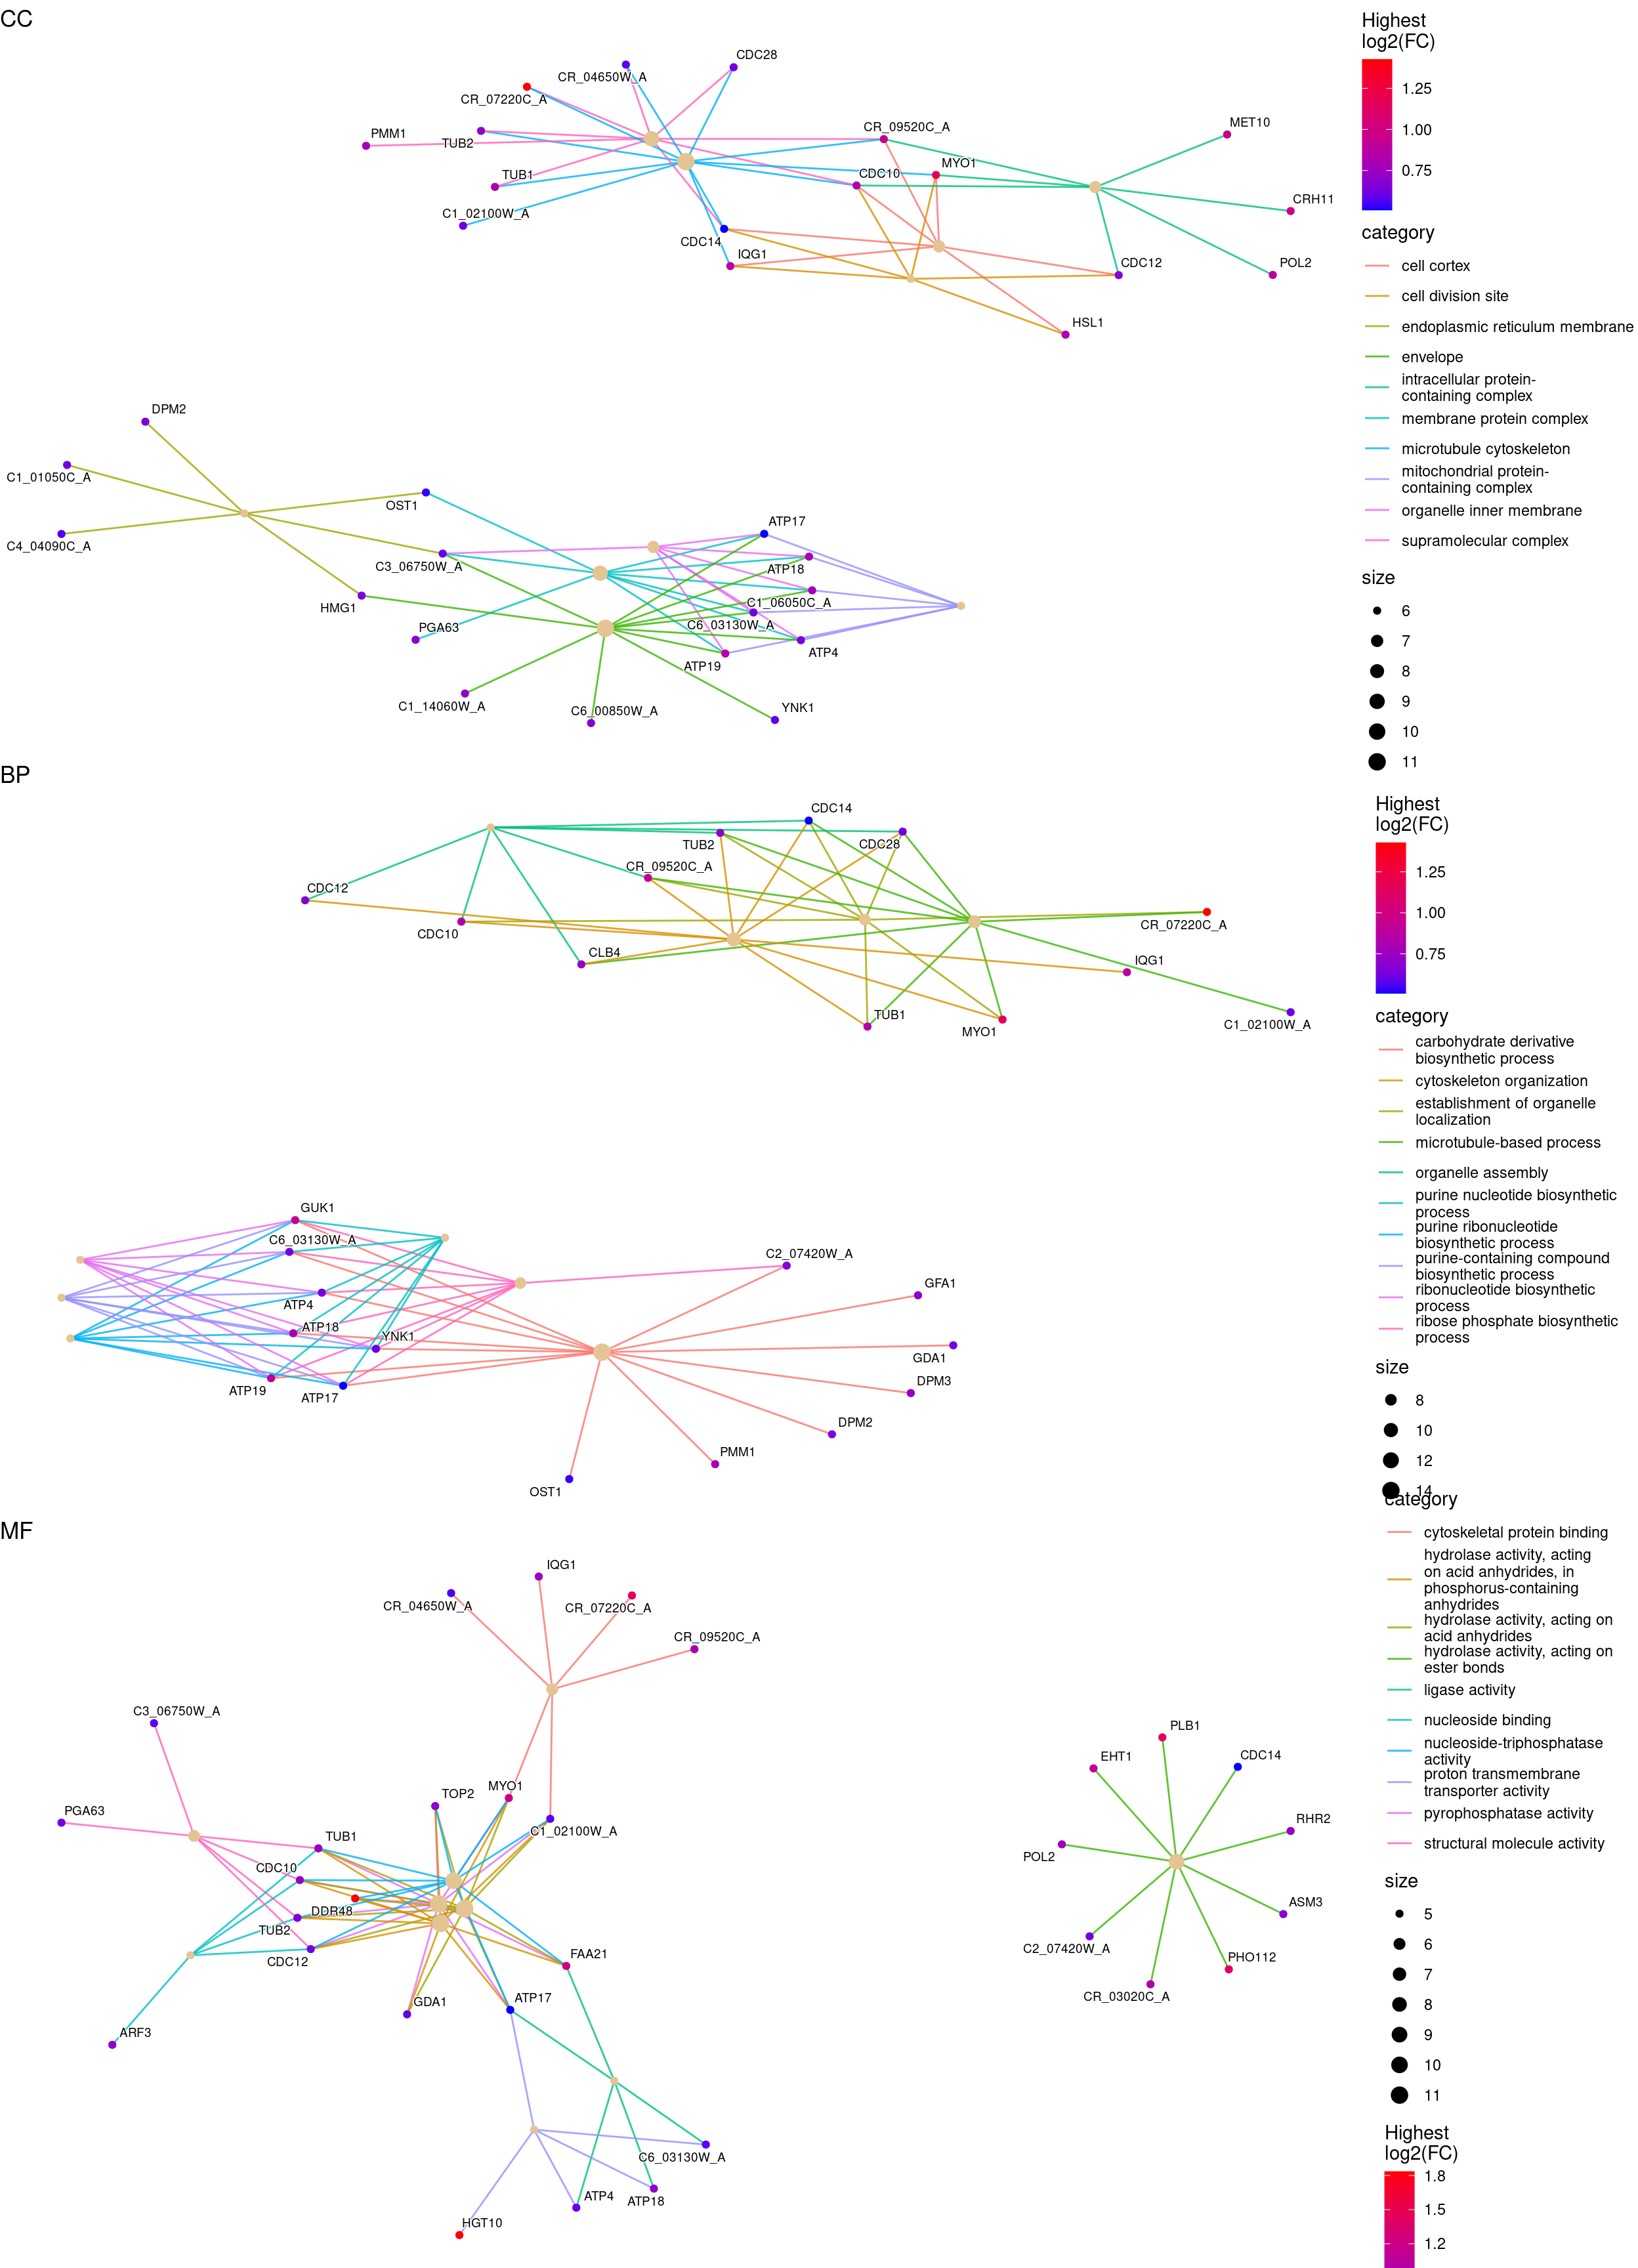 CC
CDC28
CR_04650W_A
CR_07220C_A
PMM1
TUB2
CR_09520C_A
MET10
MYO1
TUB1
CDC10
CRH11
C1_02100W_A
CDC14
IQG1
CDC12
POL2
HSL1
DPM2
C1_01050C_A
OST1
C4_04090C_A
ATP17
C3_06750W_A
ATP18
HMG1
C1_06050C_A
PGA63
C6_03130W_A
ATP4
ATP19
C1_14060W_A
C6_00850W_A
YNK1
Highest
log2(FC)
1.25
1.00
0.75
category
cell cortex
cell division site
endoplasmic reticulum membrane
envelope
intracellular protein-
containing complex
membrane protein complex
microtubule cytoskeleton
mitochondrial protein-
containing complex
organelle inner membrane
supramolecular complex
size
6
7
8
9
10
11
BP
CDC14
TUB2
CDC28
CR_09520C_A
CDC12
CDC10
CR_07220C_A
CLB4
IQG1
TUB1
MYO1
C1_02100W_A
GUK1
C6_03130W_A
C2_07420W_A
GFA1
ATP4
ATP18
YNK1
GDA1
ATP19
ATP17
DPM3
DPM2
PMM1
OST1
Highest
log2(FC)
1.25
1.00
0.75
category
carbohydrate derivative
biosynthetic process
cytoskeleton organization
establishment of organelle
localization
microtubule-based process
organelle assembly
purine nucleotide biosynthetic
process
purine ribonucleotide
biosynthetic process
purine-containing compound
biosynthetic process
ribonucleotide biosynthetic
process
ribose phosphate biosynthetic
process
size
8
10
12
14
MF
IQG1
CR_04650W_A
CR_07220C_A
CR_09520C_A
C3_06750W_A
PLB1
EHT1
CDC14
TOP2
MYO1
PGA63
C1_02100W_A
RHR2
TUB1
POL2
CDC10
ASM3
DDR48
TUB2
CDC12
FAA21
C2_07420W_A
PHO112
CR_03020C_A
GDA1
ATP17
ARF3
C6_03130W_A
ATP4
ATP18
HGT10
category
cytoskeletal protein binding
hydrolase activity, acting
on acid anhydrides, in
phosphorus-containing
anhydrides
hydrolase activity, acting on
acid anhydrides
hydrolase activity, acting on
ester bonds
ligase activity
nucleoside binding
nucleoside-triphosphatase
activity
proton transmembrane
transporter activity
pyrophosphatase activity
structural molecule activity
size
5
6
7
8
9
10
11
Highest
log2(FC)
1.8
1.5
1.2